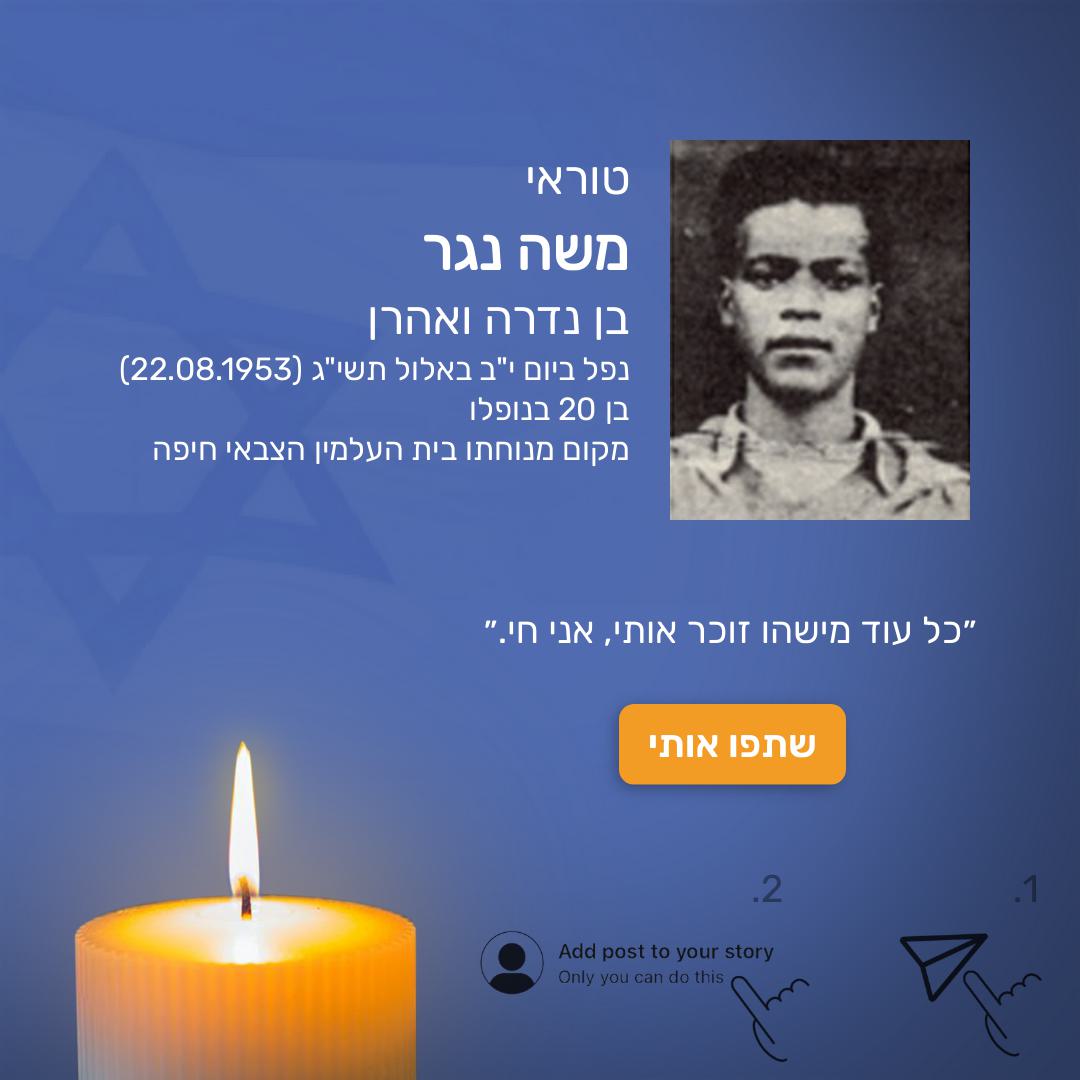 טוראי
משה נגר
בן נדרה ואהרן
נפל ביום י"ב באלול תשי"ג (22.08.1953)
בן 20 בנופלו
מקום מנוחתו בית העלמין הצבאי חיפה
״כל עוד מישהו זוכר אותי, אני חי.״
שתפו אותי
.1
.2
Add post to your story
Only you can do this